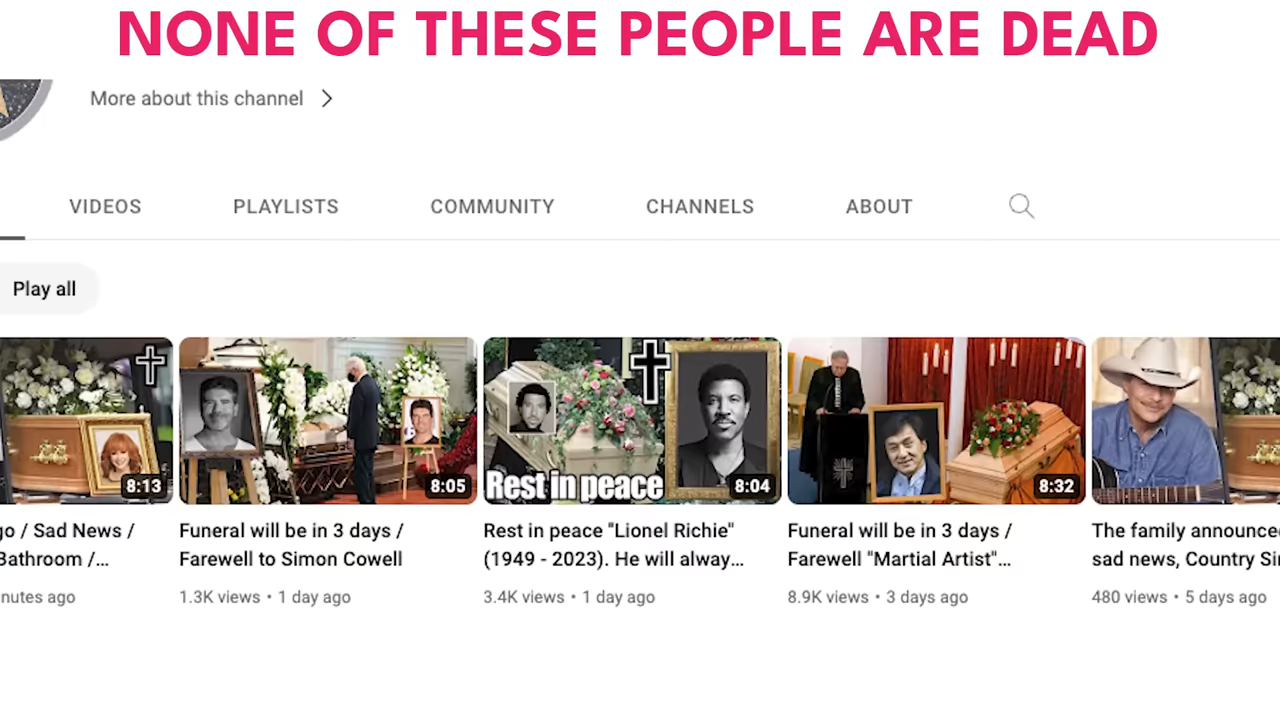 NONE OF THESE PEOPLE ARE DEAD
More about this channel
VIDEOS PLAYLISTS COMMUNITY CHANNELS ABOUT
Play all
8:13
8:05
Rest in peace
8:04
8:32
go / Sad News /
Bathroom /...
nutes ago
Funeral will be in 3 days /
Farewell to Simon Cowell
1.3K views • 1 day ago
Rest in peace "Lionel Richie"
(1949 - 2023). He will alway...
3.4K views • 1 day ago
Funeral will be in 3 days /
Farewell "Martial Artist"...
8.9K views • 3 days ago
The family announced
sad news, Country Si
480 views • 5 days ago